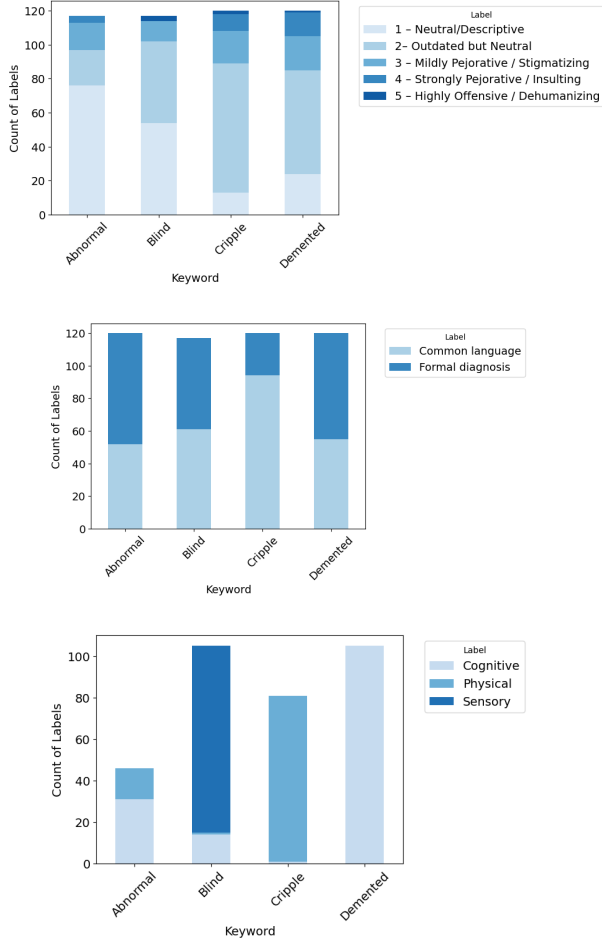 120
100
80
60
40
20
0
Count of Labels
Abnormal
Blind
Cripple
Demented
Keyword
Label
1 – Neutral/Descriptive
2– Outdated but Neutral
3 – Mildly Pejorative / Stigmatizing
4 – Strongly Pejorative / Insulting
5 – Highly Offensive / Dehumanizing
120
100
80
60
40
20
0
Count of Labels
Abnormal
Blind
Cripple
Demented
Keyword
Label
Common language
Formal diagnosis
100
80
60
40
20
0
Count of Labels
Abnormal
Blind
Cripple
Demented
Keyword
Label
Cognitive
Physical
Sensory